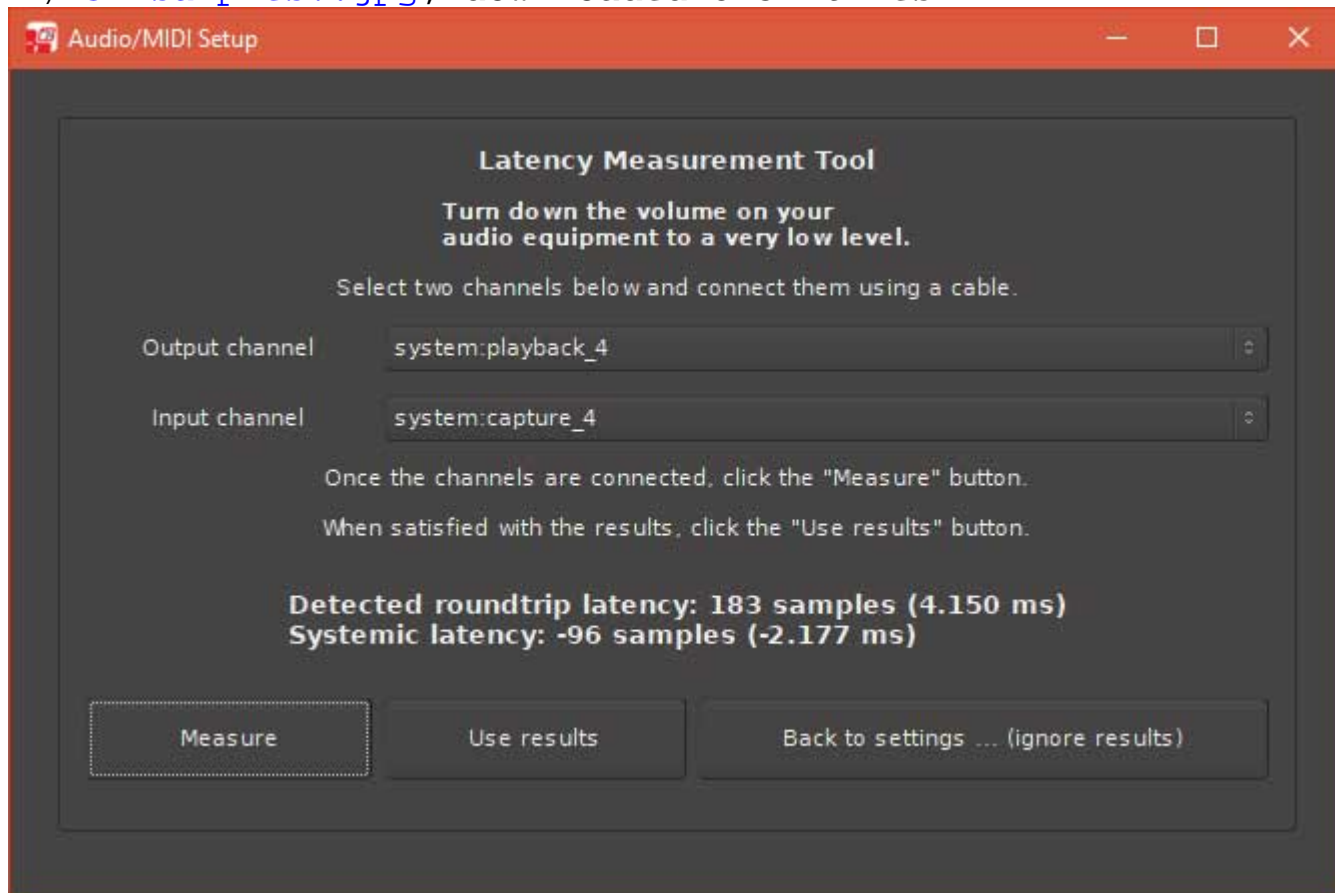 Audio/MIDI Setup
Latency Measurement Tool
Turn down the volume on your
audio equipment to a very low level.
Select two channels below and connect them using a cable.
Output channel system:playback_4
Input channel system:capture_4
Once the channels are connected, click the "Measure" button.
When satisfied with the results, click the "Use results" button.
Detected roundtrip latency: 183 samples (4.150 ms)
Systemic latency: -96 samples (-2.177 ms)
Measure Use results Back to settings ... (ignore results)